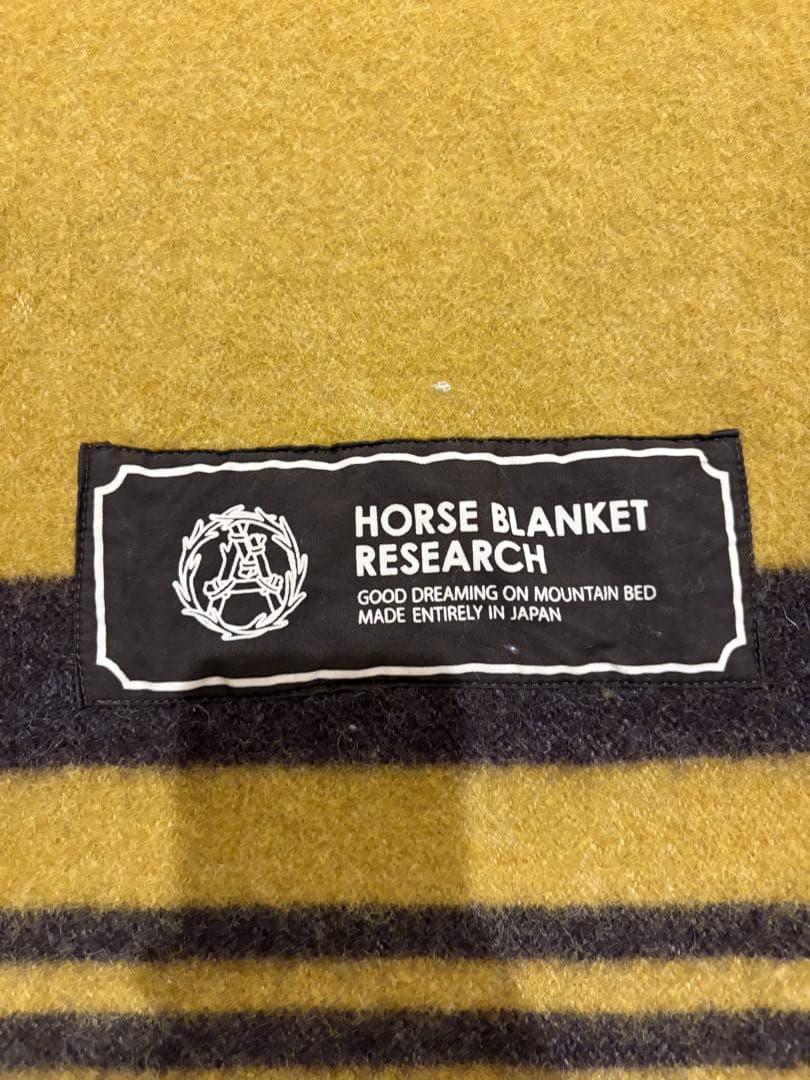 HORSE BLANKET
RESEARCH
GOOD DREAMING ON MOUNTAIN BED
MADE ENTIRELY IN JAPAN